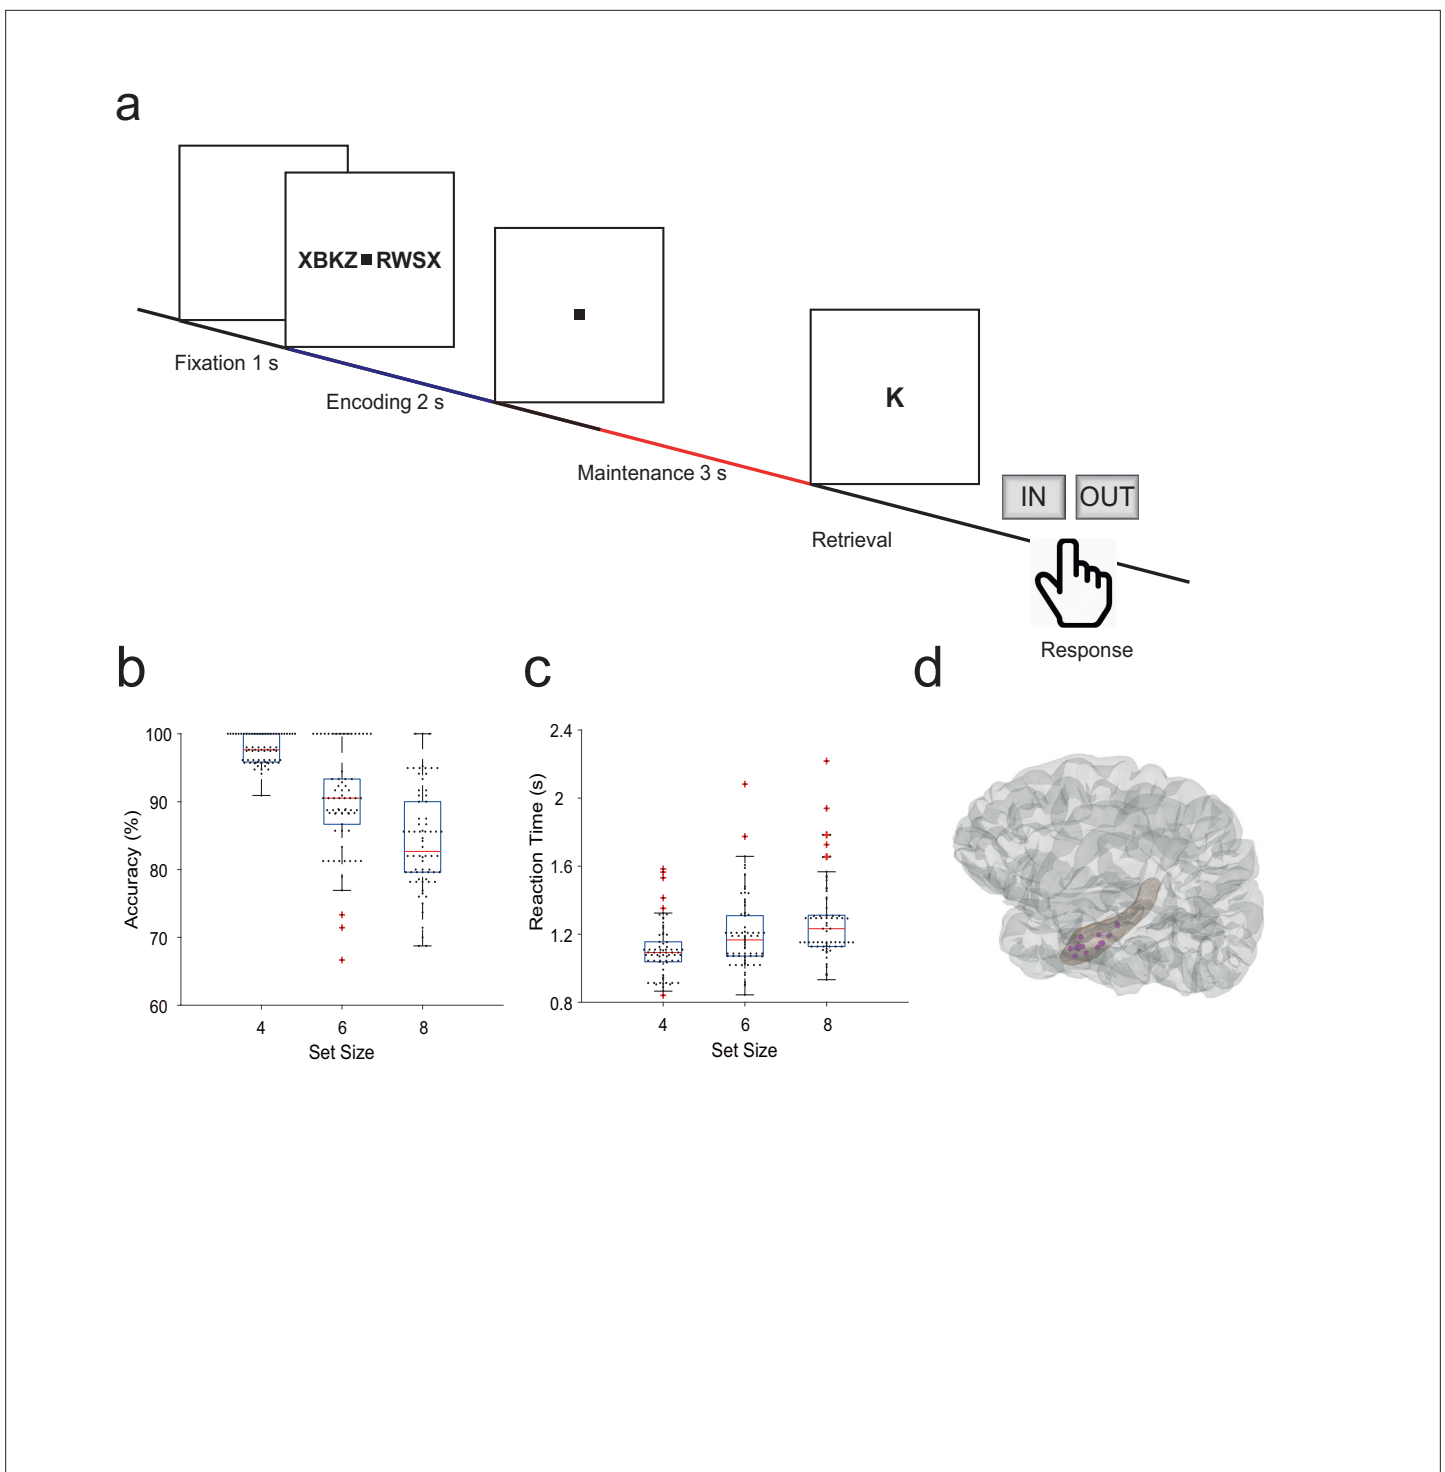 a
XBKZ■RWSX
Fixation 1 s
Encoding 2 s
Maintenance 3 s
K
Retrieval
IN OUT
Response
b
100
90
80
70
60
Accuracy (%)
4 6 8
Set Size
c
2.4
2
1.6
1.2
0.8
Reaction Time (s)
4 6 8
Set Size
d